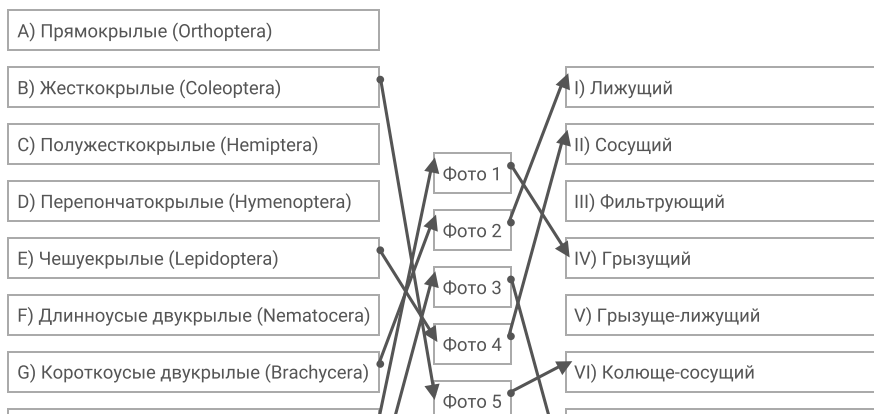 A) Прямокрылые (Orthoptera)
B) Жесткокрылые (Coleoptera)
C) Полужесткокрылые (Hemiptera)
D) Перепончатокрылые (Hymenoptera)
E) Чешуекрылые (Lepidoptera)
F) Длинноусые двукрылые (Nematocera)
G) Короткоусые двукрылые (Brachycera)
Фото 1
Фото 2
Фото 3
Фото 4
Фото 5
I) Лижущий
II) Сосущий
III) Фильтрующий
IV) Грызущий
V) Грызуще-лижущий
VI) Колюще-сосущий